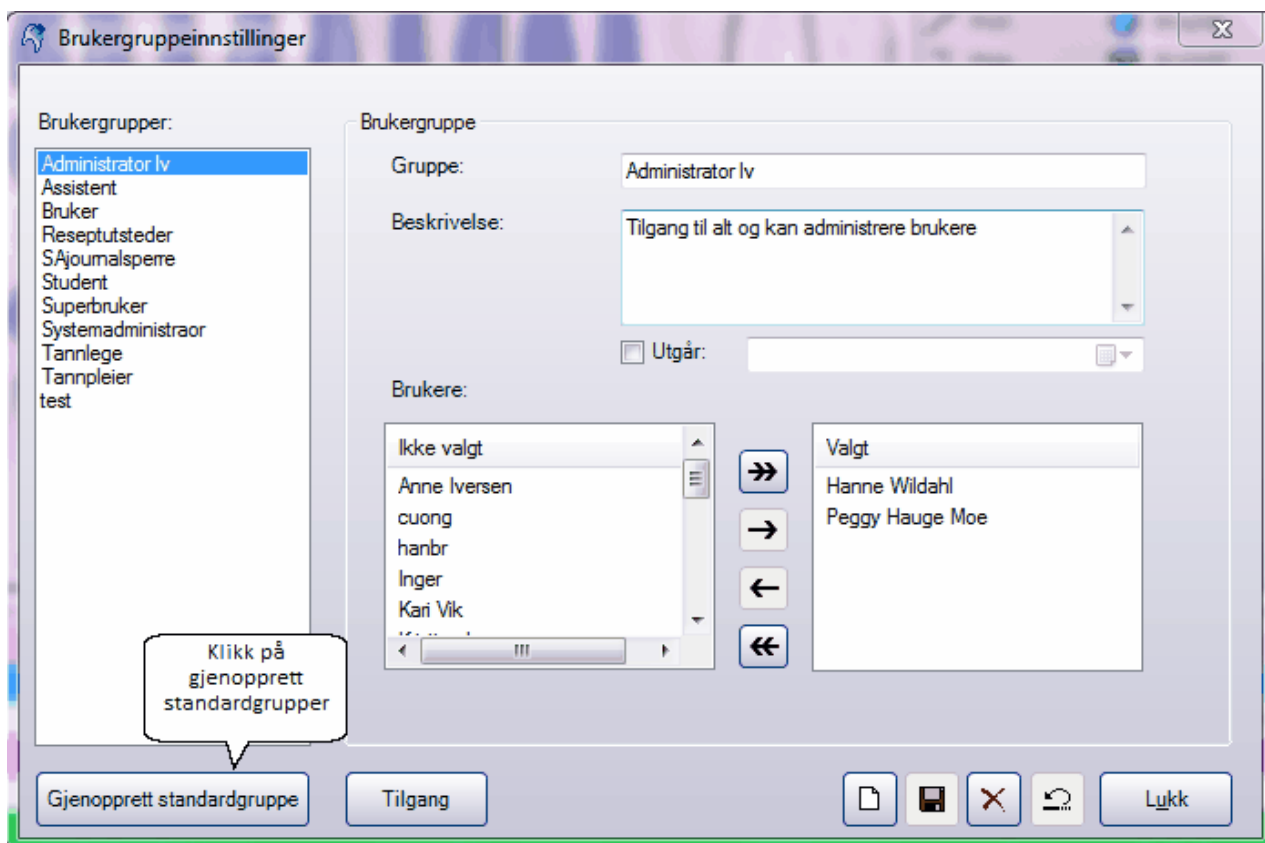 Brukergruppeinnstillinger
Brukergrupper:
Administrator lv
Assistent
Bruker
Reseptutsteder
SAjournalsperre
Student
Superbruker
Systemadministraor
Tannlege
Tannpleier
test
Brukergruppe
Gruppe:
Administrator lv
Beskrivelse:
Tilgang til alt og kan administrere brukere
Utgår:
Brukere:
Ikke valgt
Anne Iversen
cuong
hanbr
Inger
Kari Vik
Valgt
Hanne Wildahl
Peggy Hauge Moe
Klikk på
gjenopprett
standardgrupper
Gjenopprett standardgruppe
Tilgang
Lukk